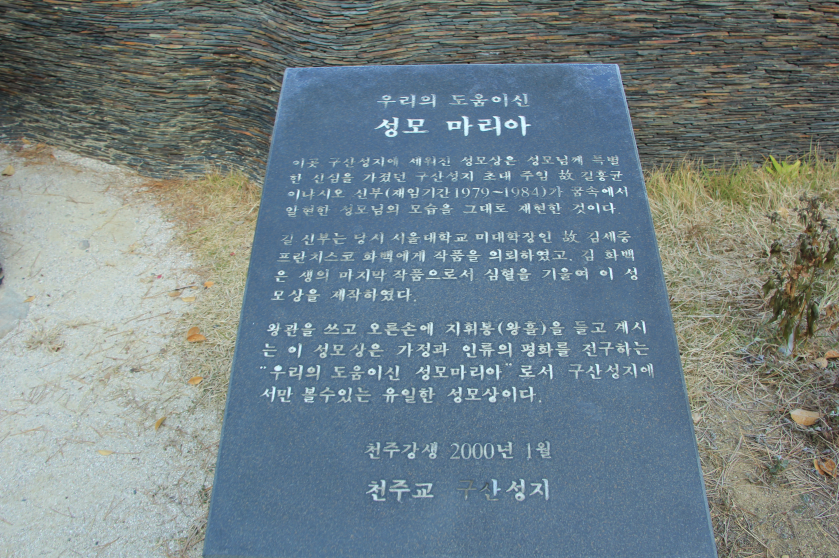 우리의 도움이신
성모 마리아
이곳 구산성지에 세워진 성모상은 성모님께 특별
한 신심을 가졌던 구산성지 초대 주임 故 길홍균
이냐시오 신부(재임기간1979~1984)가 꿈속에서
알현한 성모님의 모습을 그대로 재현한 것이다.
길 신부는 당시 서울대학교 미대학장인 故 김세중
프란치스코 화백에게 작품을 의뢰하였고, 김 화백
은 생의 마지막 작품으로서 심혈을 기울여 이 성
모상을 제작하였다.
왕관을 쓰고 오른손에 지휘봉(왕홀)을 들고 계시
는 이 성모상은 가정과 인류의 평화를 전구하는
"우리의 도움이신 성모마리아"로서 구산성지에
서만 볼수있는 유일한 성모상이다.
천주강생 2000년 1월
천주교 구산성지